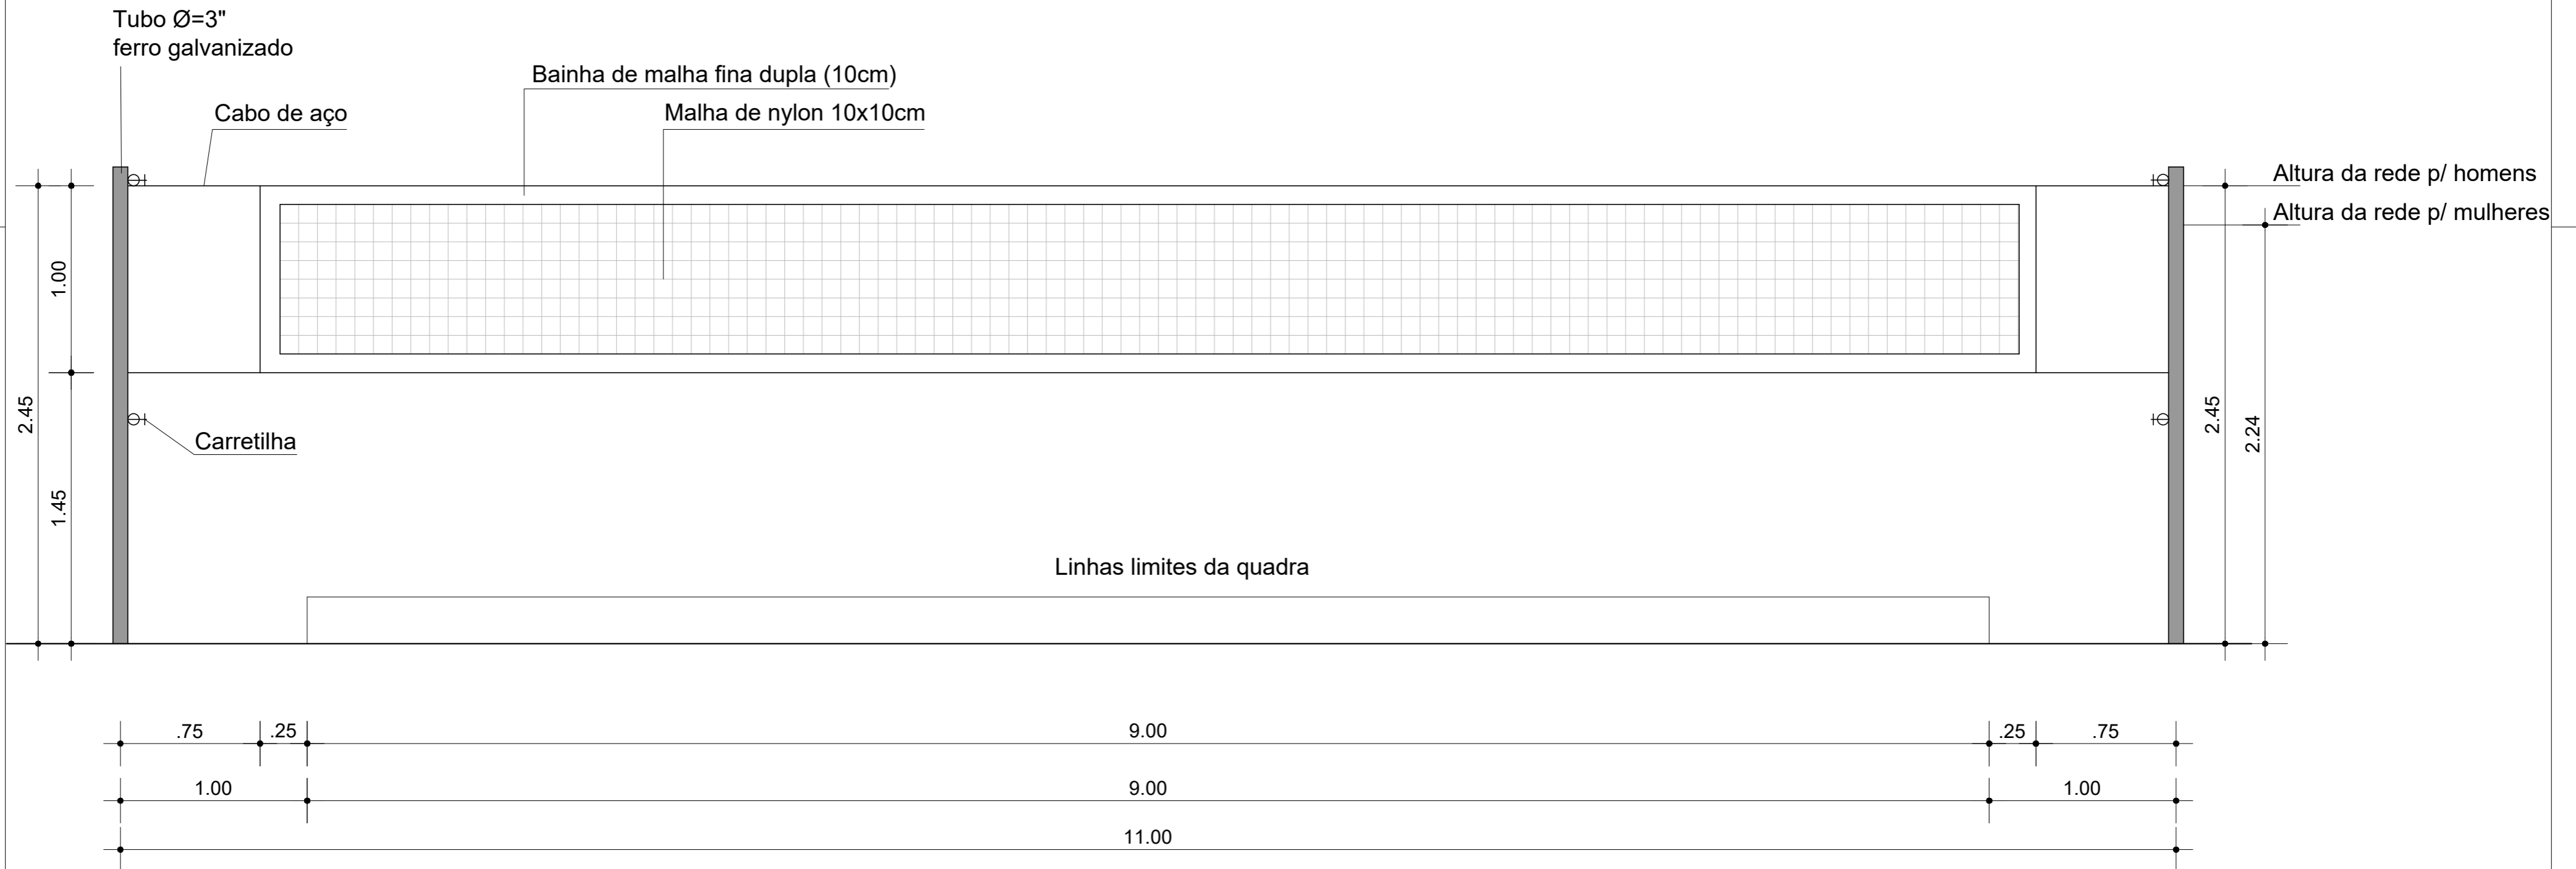 Tubo Ø=3"
ferro galvanizado
Bainha de malha fina dupla (10cm)
Cabo de aço
Malha de nylon 10x10cm
Altura da rede p/ homens
Altura da rede p/ mulheres
1.00
2.45
2.45
2.24
Carretilha
1.45
Linhas limites da quadra
.75
.25
9.00
.25
.75
1.00
9.00
1.00
11.00